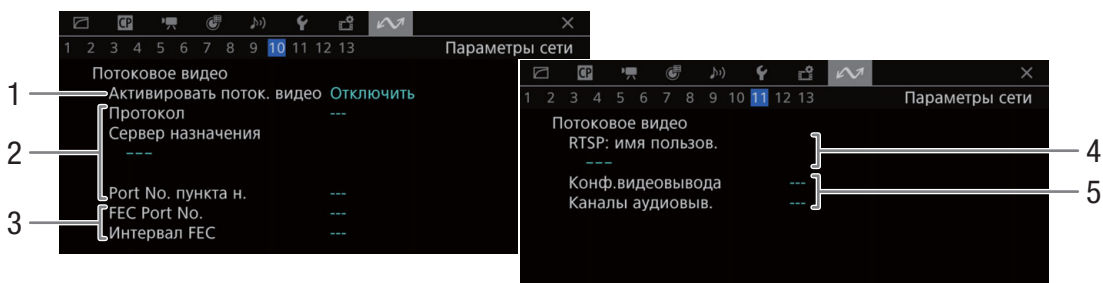 CP
1 2 3 4 5 6 7 8 9 10 11 12 13 Параметры сети
Потоковое видео
1 Активировать поток. видео Отключить
Протокол ---
2 Сервер назначения
---
Port No. пункта н. ---
3 FEC Port No. ---
Интервал FEC ---
CP
1 2 3 4 5 6 7 8 9 10 11 12 13 Параметры сети
Потоковое видео
RTSP: имя пользов. 4
---
Конф.видеовывода --- 5
Каналы аудиовыв. ---